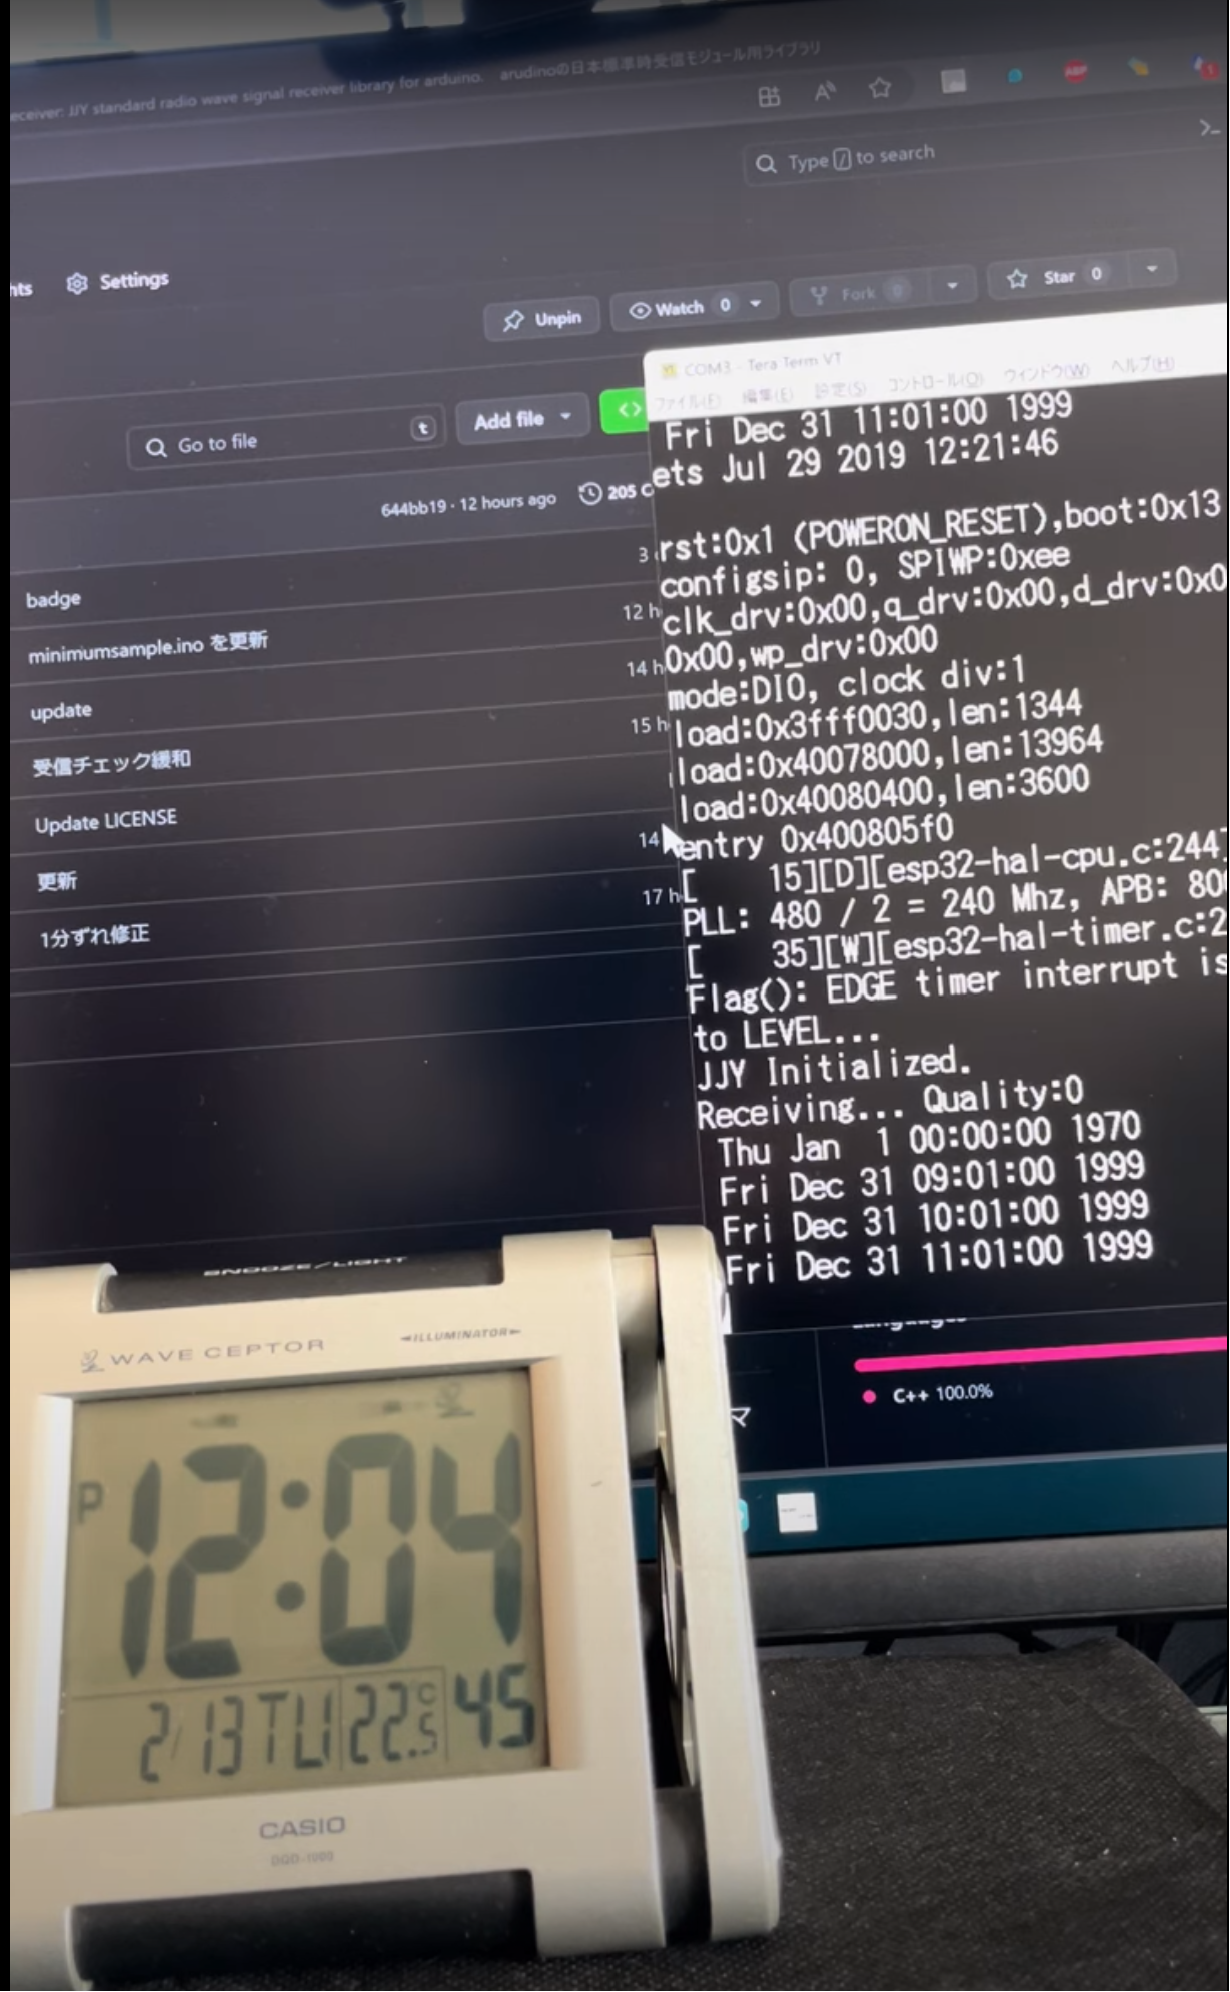 eceiver: JJY standard radio wave signal receiver library for arduino. arudinoの日本標準時受信モジュール用ライブラリ
Type / to search
nts Settings
Unpin
Watch 0
Fork 0
Star 0
Go to file t
Add file
<>
644bb19 · 12 hours ago
205 C
badge
3
minimumsample.ino を更新
12 h
update
14 h
受信チェック緩和
15 h
Update LICENSE
更新
14
1分ずれ修正
17 h
COM3 - Tera Term VT
ファイル(F) 編集(E) 設定(S) コントロール(O) ウィンドウ(W) ヘルプ(H)
Fri Dec 31 11:01:00 1999
ets Jul 29 2019 12:21:46
rst:0x1 (POWERON_RESET),boot:0x13
configsip: 0, SPIWP:0xee
clk_drv:0x00,q_drv:0x00,d_drv:0x0
0x00,wp_drv:0x00
mode:DIO, clock div:1
load:0x3fff0030,len:1344
load:0x40078000,len:13964
load:0x40080400,len:3600
entry 0x400805f0
[ 15][D][esp32-hal-cpu.c:244]
PLL: 480 / 2 = 240 Mhz, APB: 80
[ 35][W][esp32-hal-timer.c:2
Flag(): EDGE timer interrupt is
to LEVEL...
JJY Initialized.
Receiving... Quality:0
Thu Jan 1 00:00:00 1970
Fri Dec 31 09:01:00 1999
Fri Dec 31 10:01:00 1999
Fri Dec 31 11:01:00 1999
Languages
C++ 100.0%
マ
SNOOZE/LIGHT
WAVE CEPTOR
ILLUMINATOR
P 12:04
2/13 TU 22.5 °C 45
CASIO
DQD-1000